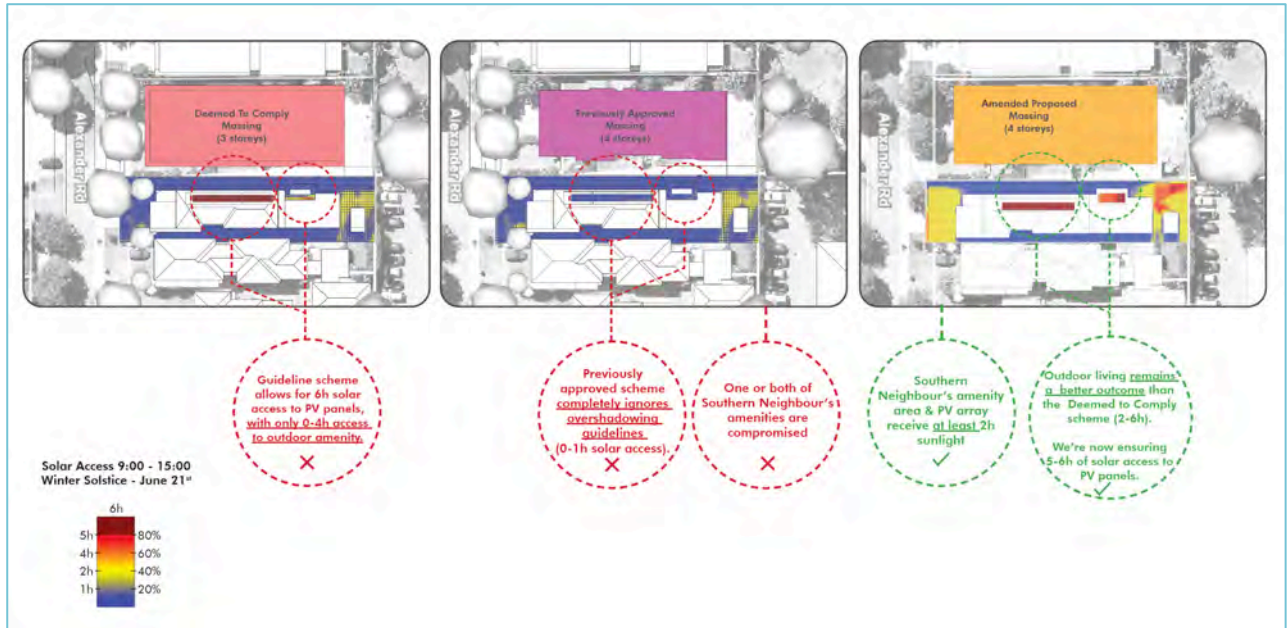 Alexander Rd
Deemed To Comply
Massing
(3 storeys)
Alexander Rd
Previously Approved
Massing
(4 storeys)
Alexander Rd
Amended Proposed
Massing
(4 storeys)
Guideline scheme
allows for 6h solar
access to PV panels,
with only 0-4h access
to outdoor amenity.
Previously
approved scheme
completely ignores
overshadowing
guidelines
(0-1h solar access).
One or both of
Southern Neighbour's
amenities are
compromised
Southern
Neighbour's amenity
area & PV array
receive at least 2h
sunlight
Outdoor living remains
a better outcome Than
the Deemed to Comply
scheme (2-6h).
We're now ensuring
5-6h of solar access to
PV panels.
Solar Access 9:00 - 15:00
Winter Solstice - June 21st
6h
5h 80%
4h 60%
2h 40%
1h 20%